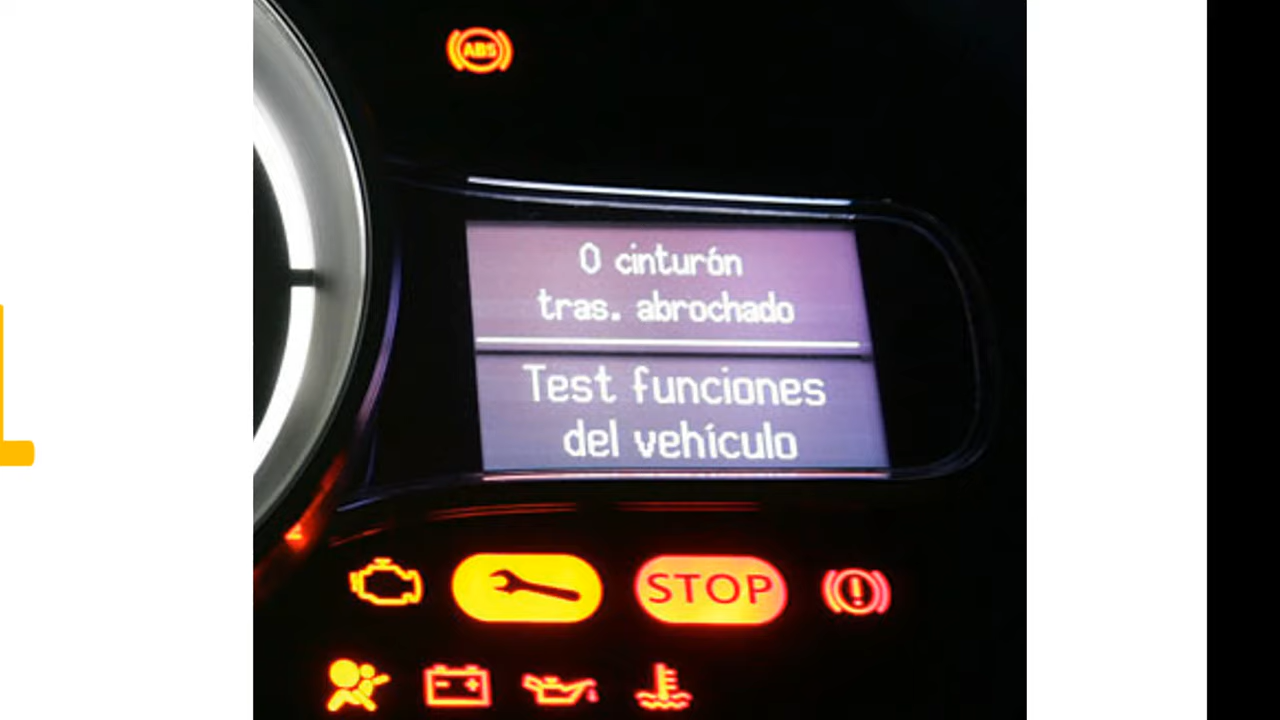 ABS
0 cinturón
tras. abrochado
Test funciones
del vehículo
STOP